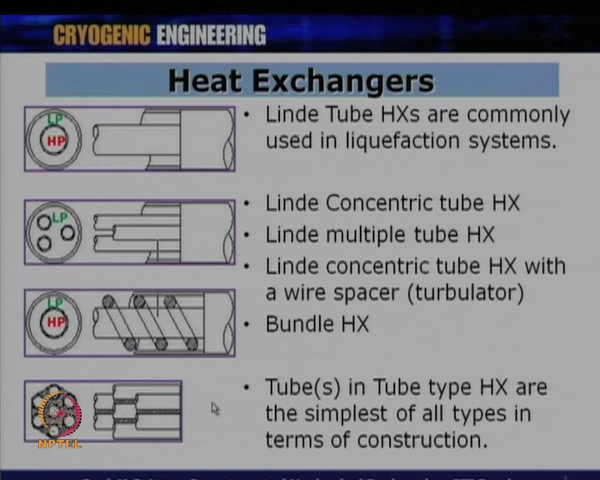 CRYOGENIC ENGINEERING
Heat Exchangers
LP
HP
• Linde Tube HXs are commonly
used in liquefaction systems.
LP
• Linde Concentric tube HX
• Linde multiple tube HX
• Linde concentric tube HX with
a wire spacer (turbulator)
LP
HP
• Bundle HX
• Tube(s) in Tube type HX are
the simplest of all types in
terms of construction.
NPTEL